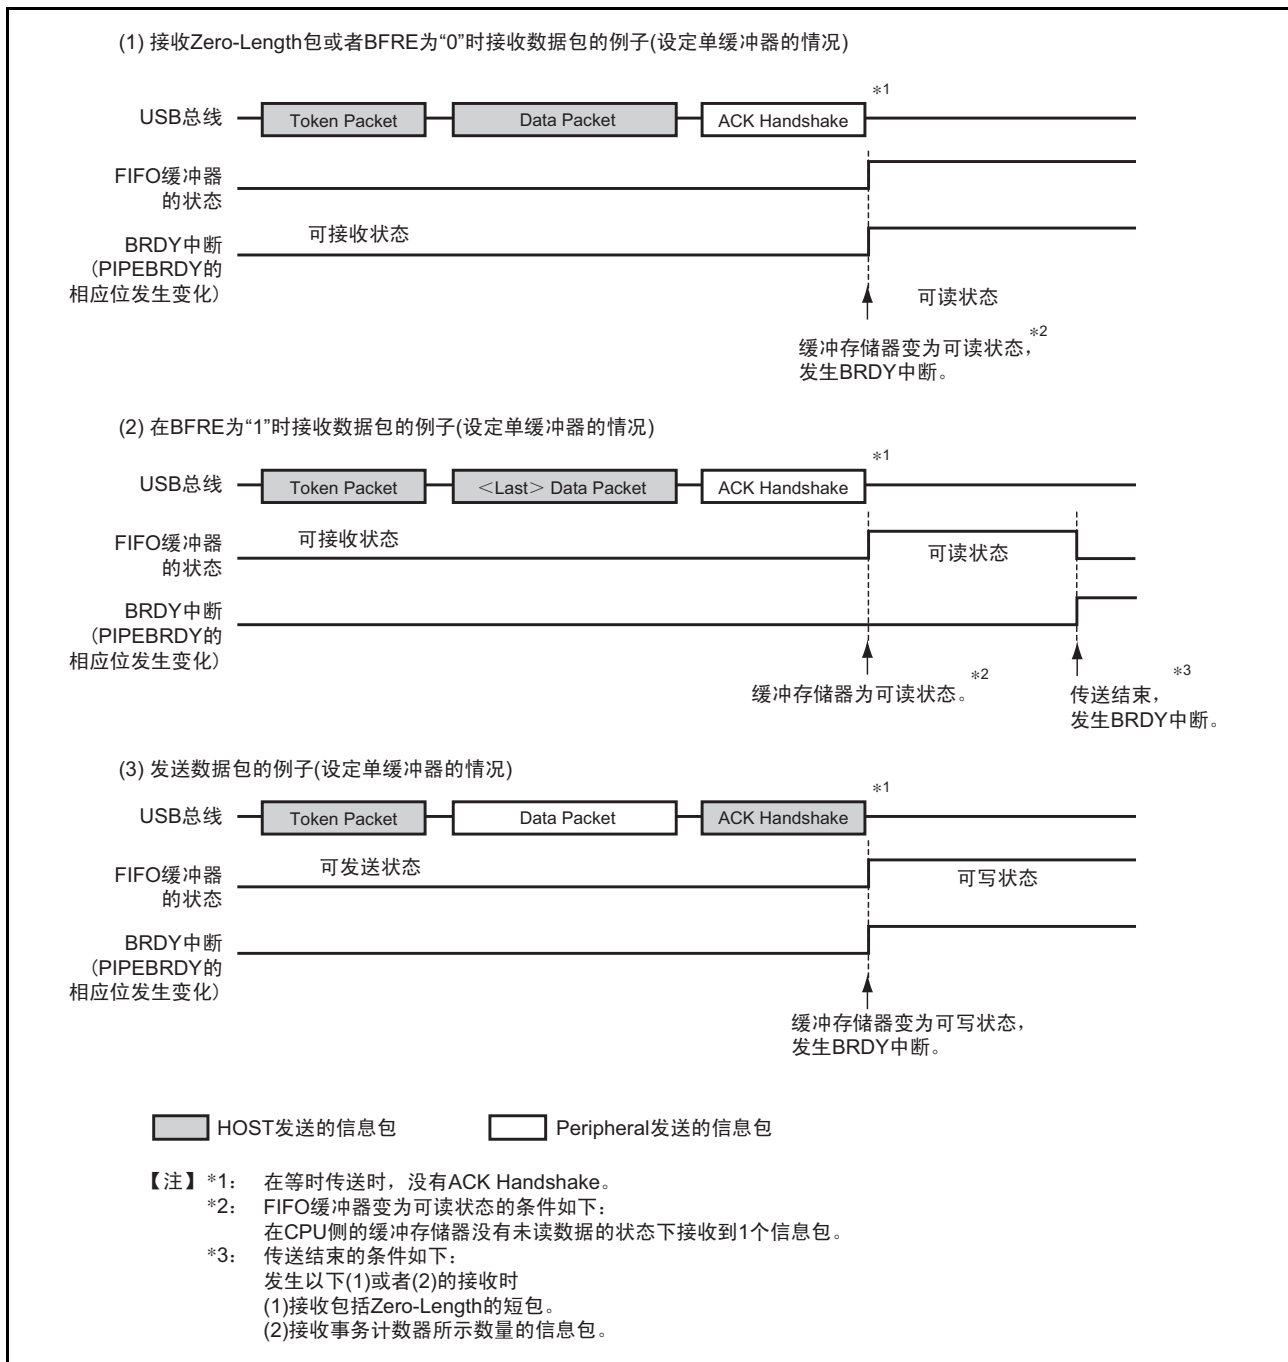 (1) 接收Zero-Length包或者BFRE为“0”时接收数据包的例子(设定单缓冲器的情况)
*1
USB总线
Token Packet
Data Packet
ACK Handshake
FIFO缓冲器
的状态
BRDY中断
(PIPEBRDY的
相应位发生变化)
可接收状态
可读状态
缓冲存储器变为可读状态，*2
发生BRDY中断。
(2) 在BFRE为“1”时接收数据包的例子(设定单缓冲器的情况)
*1
USB总线
Token Packet
＜Last＞ Data Packet
ACK Handshake
FIFO缓冲器
的状态
可接收状态
可读状态
BRDY中断
(PIPEBRDY的
相应位发生变化)
缓冲存储器为可读状态。*2
传送结束，*3
发生BRDY中断。
(3) 发送数据包的例子(设定单缓冲器的情况)
*1
USB总线
Token Packet
Data Packet
ACK Handshake
FIFO缓冲器
的状态
可发送状态
可写状态
BRDY中断
(PIPEBRDY的
相应位发生变化)
缓冲存储器变为可写状态，
发生BRDY中断。
HOST发送的信息包
Peripheral发送的信息包
【注】*1： 在等时传送时，没有ACK Handshake。
*2： FIFO缓冲器变为可读状态的条件如下：
在CPU侧的缓冲存储器没有未读数据的状态下接收到1个信息包。
*3： 传送结束的条件如下：
发生以下(1)或者(2)的接收时
(1)接收包括Zero-Length的短包。
(2)接收事务计数器所示数量的信息包。